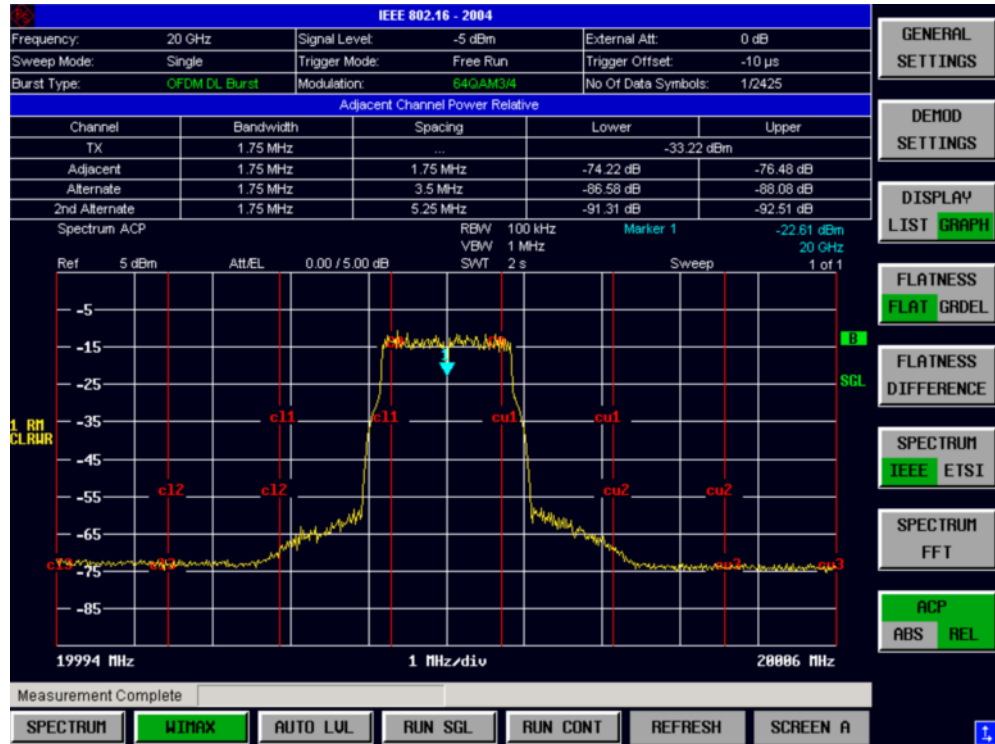 IEEE 802.16 - 2004
Frequency: 20 GHz Signal Level: -5 dBm External Att: 0 dB
Sweep Mode: Single Trigger Mode: Free Run Trigger Offset: -10 µs
Burst Type: OFDM DL Burst Modulation: 64QAM3/4 No Of Data Symbols: 1/2425
Adjacent Channel Power Relative
Channel Bandwidth Spacing Lower Upper
TX 1.75 MHz ... -33.22 dBm
Adjacent 1.75 MHz 1.75 MHz -74.22 dB -76.48 dB
Alternate 1.75 MHz 3.5 MHz -86.58 dB -88.08 dB
2nd Alternate 1.75 MHz 5.25 MHz -91.31 dB -92.51 dB
Spectrum ACP RBW 100 kHz Marker 1 -22.61 dBm
VBW 1 MHz 20 GHz
Ref 5 dBm Att/EL 0.00 / 5.00 dB SWT 2 s Sweep 1 of 1
-5
-15
B
1
-25
SGL
-35
cl1 cl1 cu1 cu1
1 RM
CLRWR
-45
cl2 cl2 cu2 cu2
-55
-65
cl3 cu3
-75
-85
19994 MHz 1 MHz/div 20006 MHz
Measurement Complete
SPECTRUM WIMAX AUTO LVL RUN SGL RUN CONT REFRESH SCREEN A
GENERAL
SETTINGS
DEMOD
SETTINGS
DISPLAY
LIST GRAPH
FLATNESS
FLAT GRDEL
FLATNESS
DIFFERENCE
SPECTRUM
IEEE ETSI
SPECTRUM
FFT
ACP
ABS REL